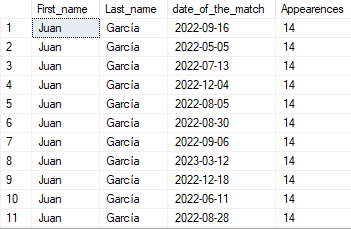 First_name Last_name date_of_the_match Appearences
1 Juan García 2022-09-16 14
2 Juan García 2022-05-05 14
3 Juan García 2022-07-13 14
4 Juan García 2022-12-04 14
5 Juan García 2022-08-05 14
6 Juan García 2022-08-30 14
7 Juan García 2022-09-06 14
8 Juan García 2023-03-12 14
9 Juan García 2022-12-18 14
10 Juan García 2022-06-11 14
11 Juan García 2022-08-28 14